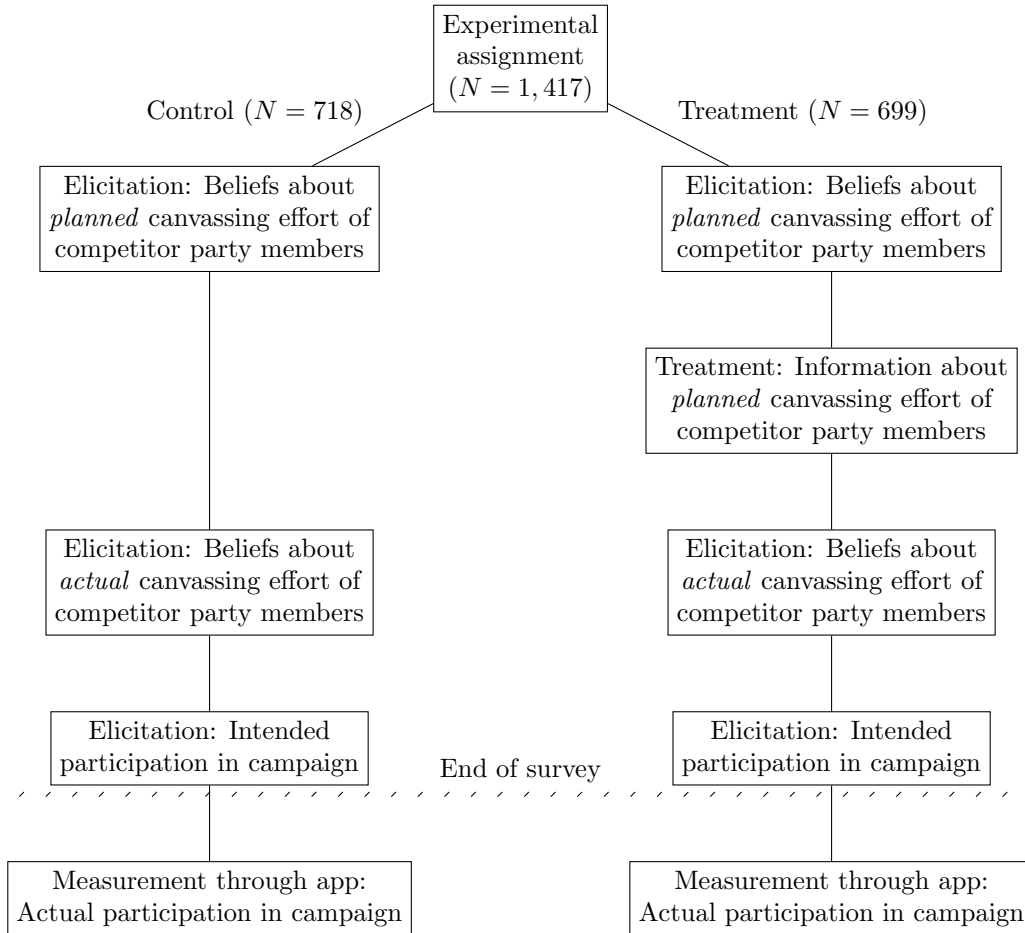 Experimental
assignment
(N = 1, 417)
Control (N = 718)
Treatment (N = 699)
Elicitation: Beliefs about
planned canvassing effort of
competitor party members
Elicitation: Beliefs about
planned canvassing effort of
competitor party members
Treatment: Information about
planned canvassing effort of
competitor party members
Elicitation: Beliefs about
actual canvassing effort of
competitor party members
Elicitation: Beliefs about
actual canvassing effort of
competitor party members
Elicitation: Intended
participation in campaign
Elicitation: Intended
participation in campaign
End of survey
Measurement through app:
Actual participation in campaign
Measurement through app:
Actual participation in campaign